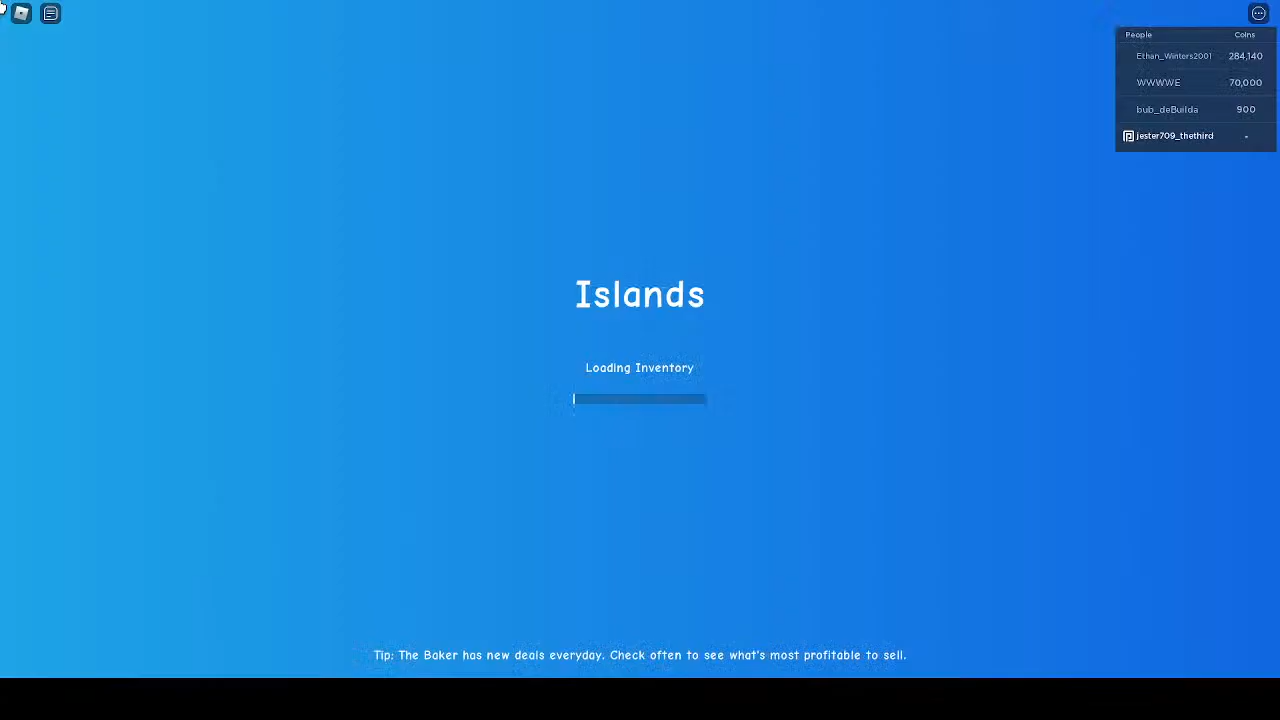 People Coins
Ethan_Winters2001 284,140
WWWWE 70,000
bub_deBuilda 900
jester709_thethird -
Islands
Loading Inventory
Tip: The Baker has new deals everyday. Check often to see what's most profitable to sell.